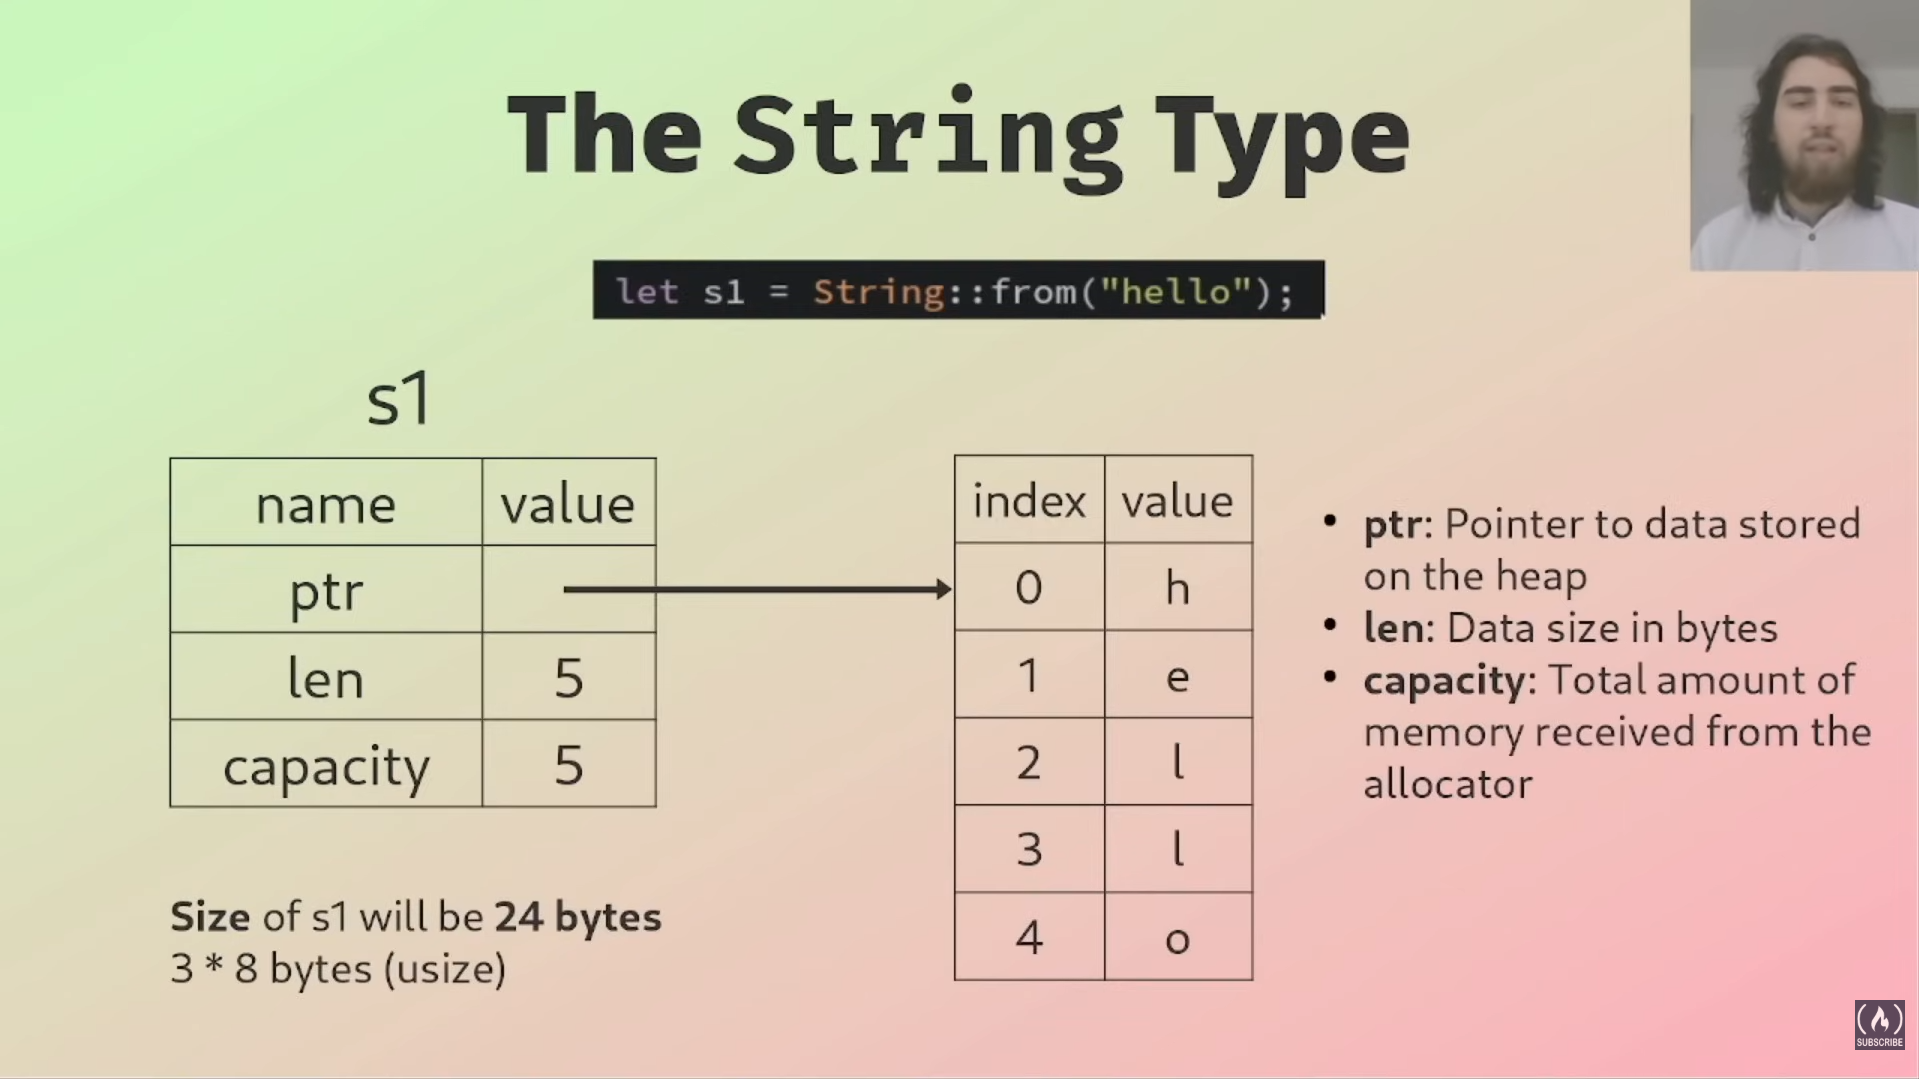 The String Type
let s1 = String::from("hello");
s1
name value
ptr
len 5
capacity 5
Size of s1 will be 24 bytes
3 * 8 bytes (usize)
index value
0 h
1 e
2 l
3 l
4 o
• ptr: Pointer to data stored
on the heap
• len: Data size in bytes
• capacity: Total amount of
memory received from the
allocator
SUBSCRIBE